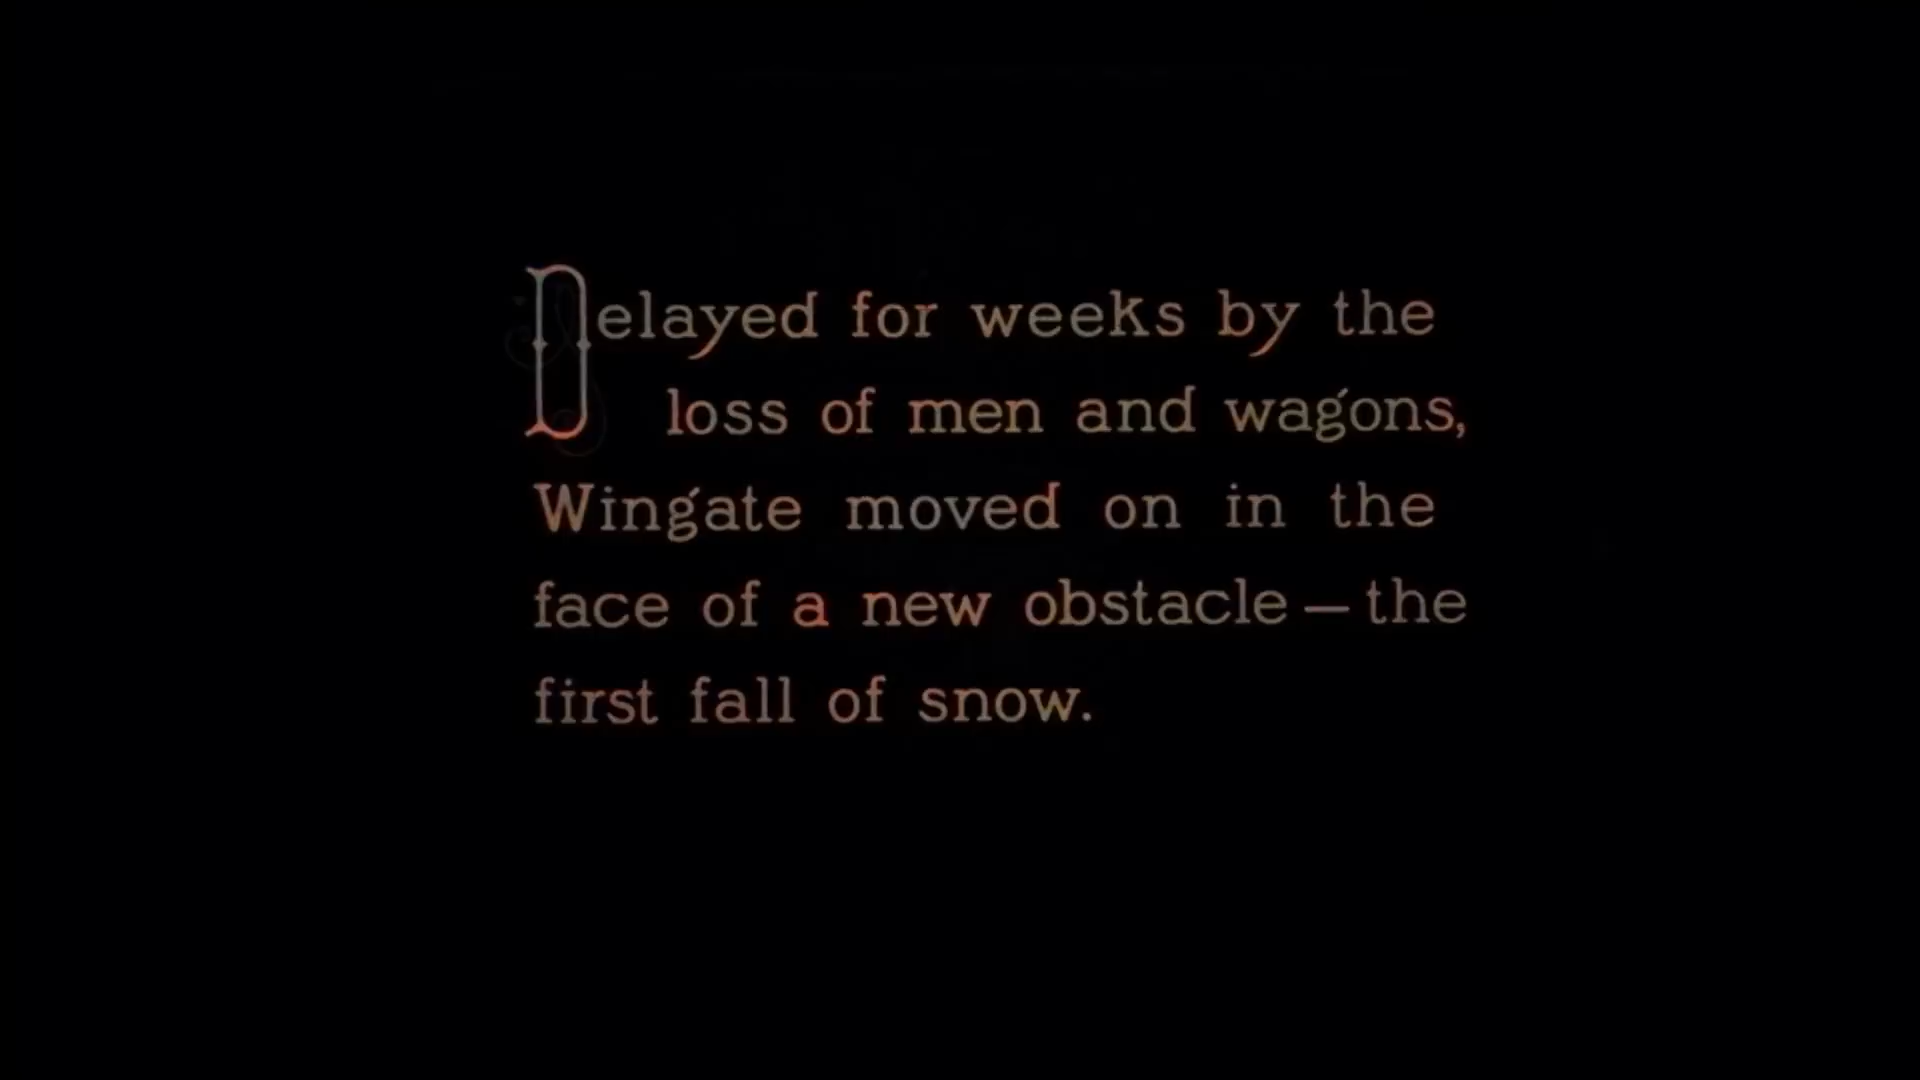 Delayed for weeks by the
loss of men and wagons,
Wingate moved on in the
face of a new obstacle — the
first fall of snow.